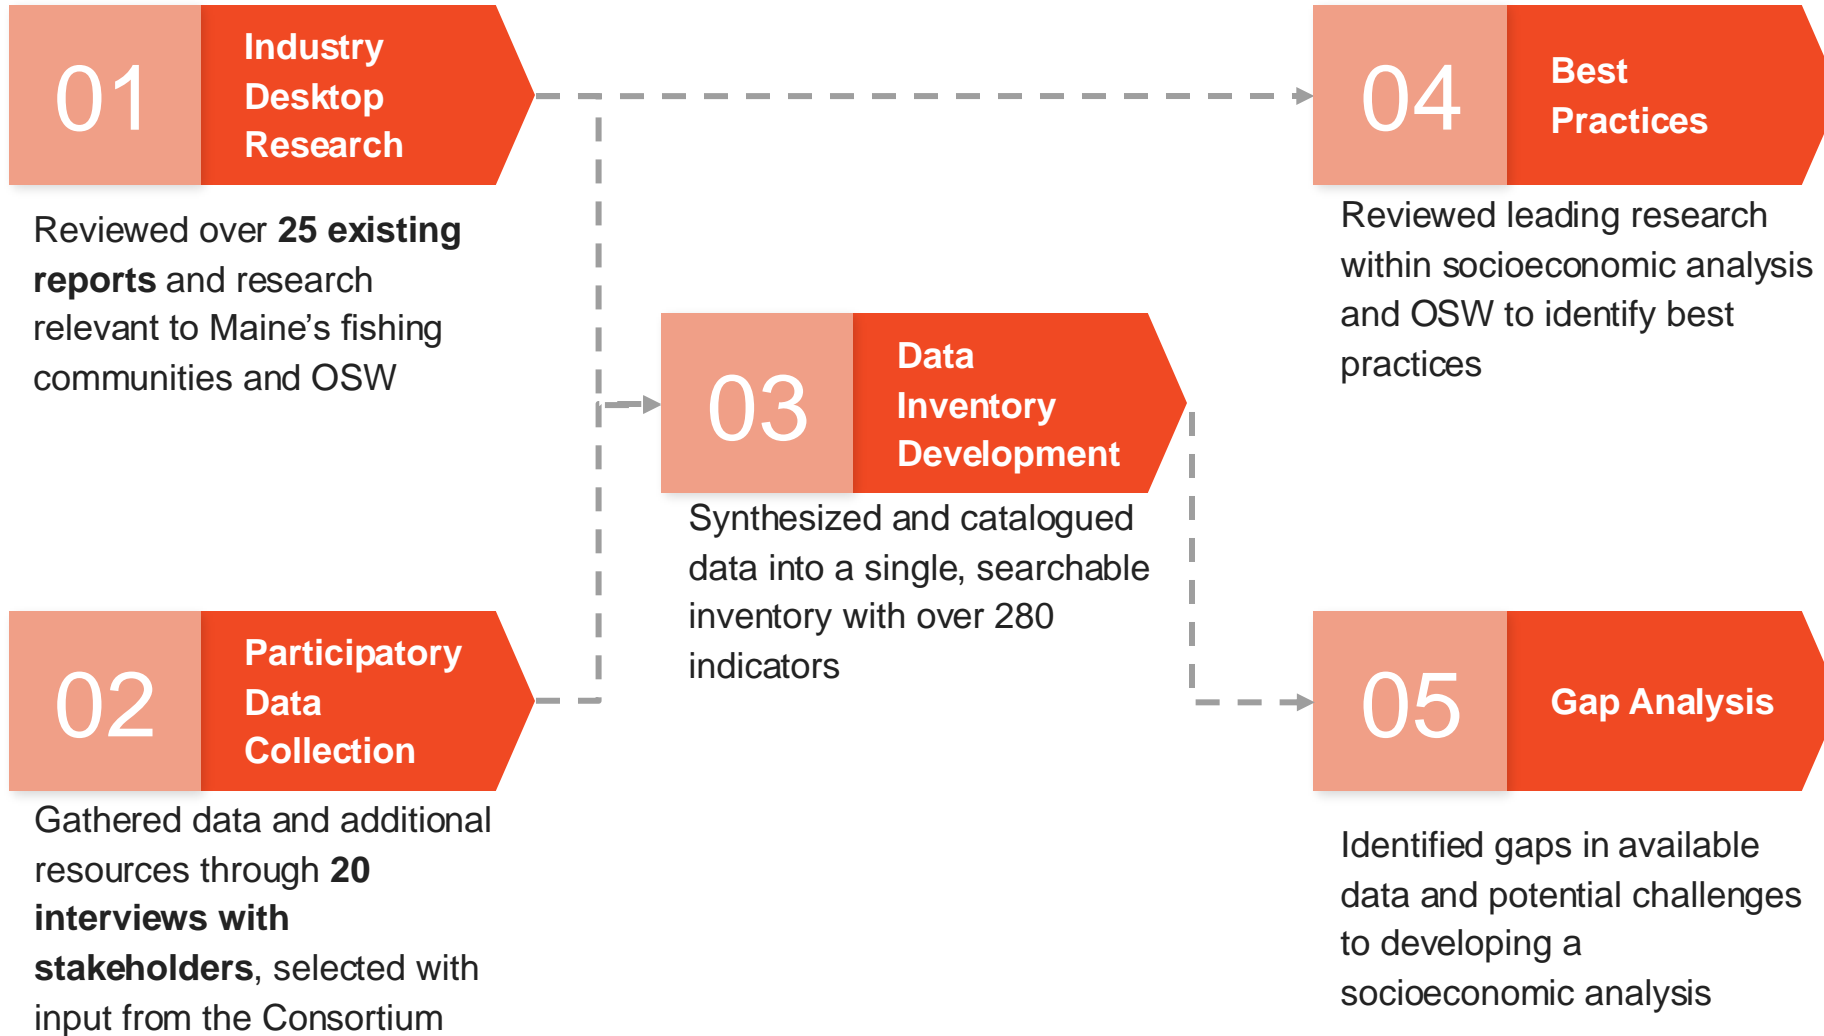 01
Industry
Desktop
Research
Reviewed over 25 existing
reports and research
relevant to Maine’s fishing
communities and OSW
02
Participatory
Data
Collection
Gathered data and additional
resources through 20
interviews with
stakeholders, selected with
input from the Consortium
03
Data
Inventory
Development
Synthesized and catalogued
data into a single, searchable
inventory with over 280
indicators
04
Best
Practices
Reviewed leading research
within socioeconomic analysis
and OSW to identify best
practices
05
Gap Analysis
Identified gaps in available
data and potential challenges
to developing a
socioeconomic analysis